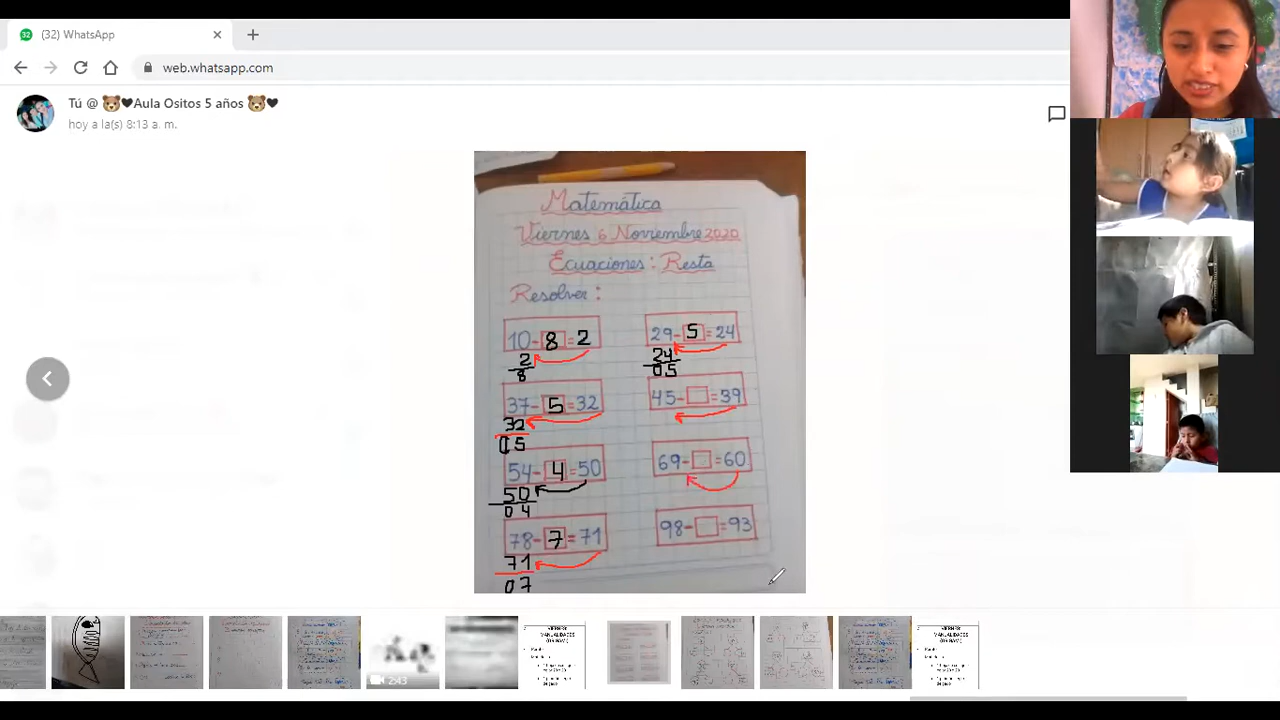 (32) WhatsApp
web.whatsapp.com
Tú @ 🐻❤Aula Ositos 5 años 🐻❤
hoy a la(s) 8:13 a. m.
Matemática
Viernes 6 Noviembre 2020
Ecuaciones: Resta
Resolver:
10-8=2
2
8
37-5=32
32
05
54-4=50
50
04
78-7=71
71
07
29-5=24
24
05
45-□=39
69-□=60
98-□=93
2:43